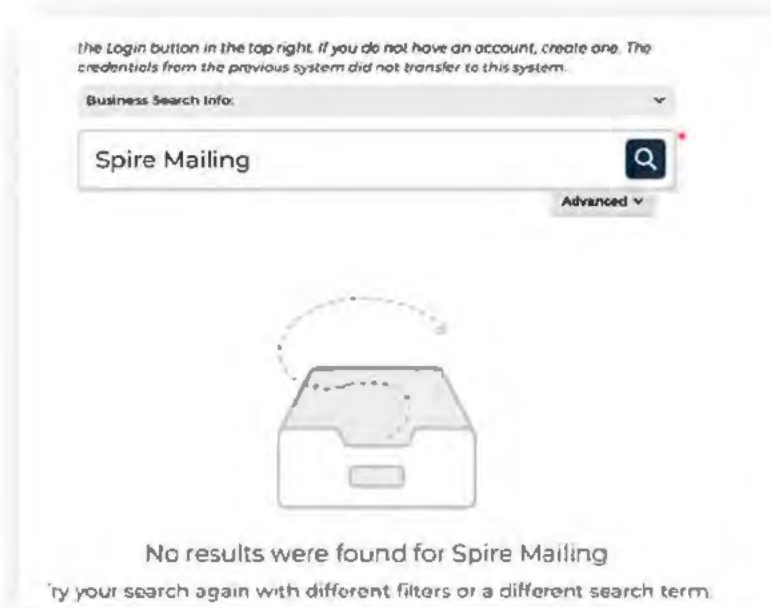 the Login button in the top right. If you do not have an account, create one. The
credentials from the previous system did not transfer to this system.
Business Search Info:
Spire Mailing
*
Advanced
No results were found for Spire Mailing
ry your search again with different filters or a different search term.